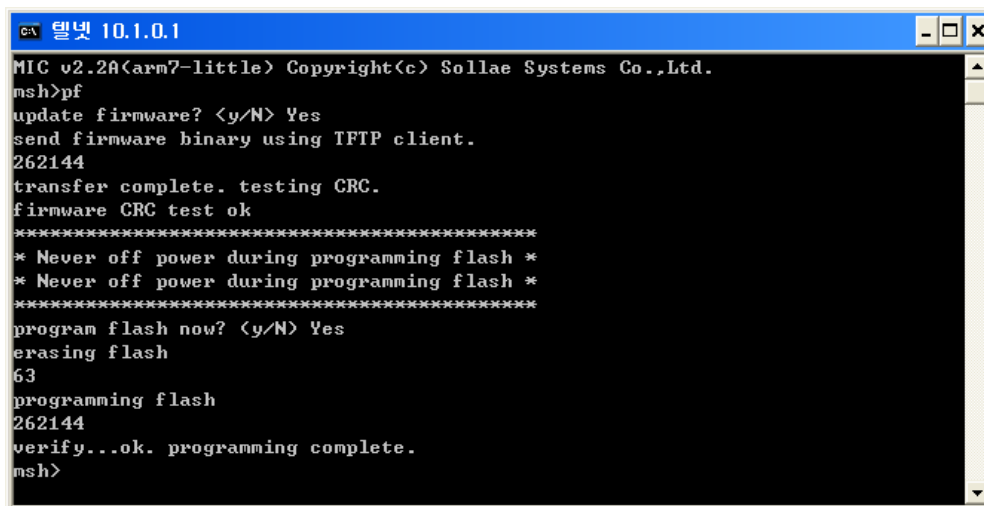 텔넷 10.1.0.1
MIC v2.2A(arm7-little) Copyright(c) Sollae Systems Co.,Ltd.
msh>pf
update firmware? <y/N> Yes
send firmware binary using TFTP client.
262144
transfer complete. testing CRC.
firmware CRC test ok
********************************************
* Never off power during programming flash *
* Never off power during programming flash *
********************************************
program flash now? <y/N> Yes
erasing flash
63
programming flash
262144
verify...ok. programming complete.
msh>